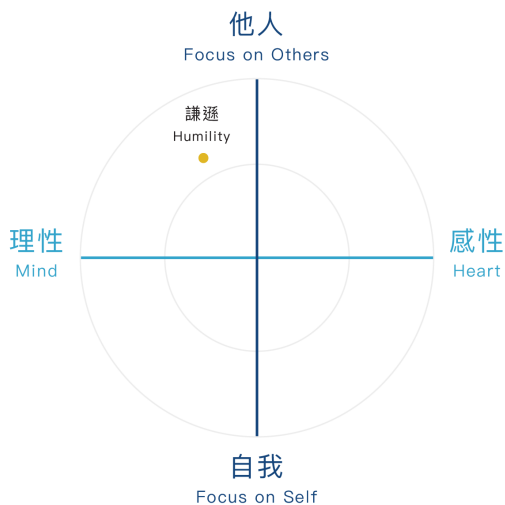 他人
Focus on Others
謙遜
Humility
理性
Mind
感性
Heart
自我
Focus on Self